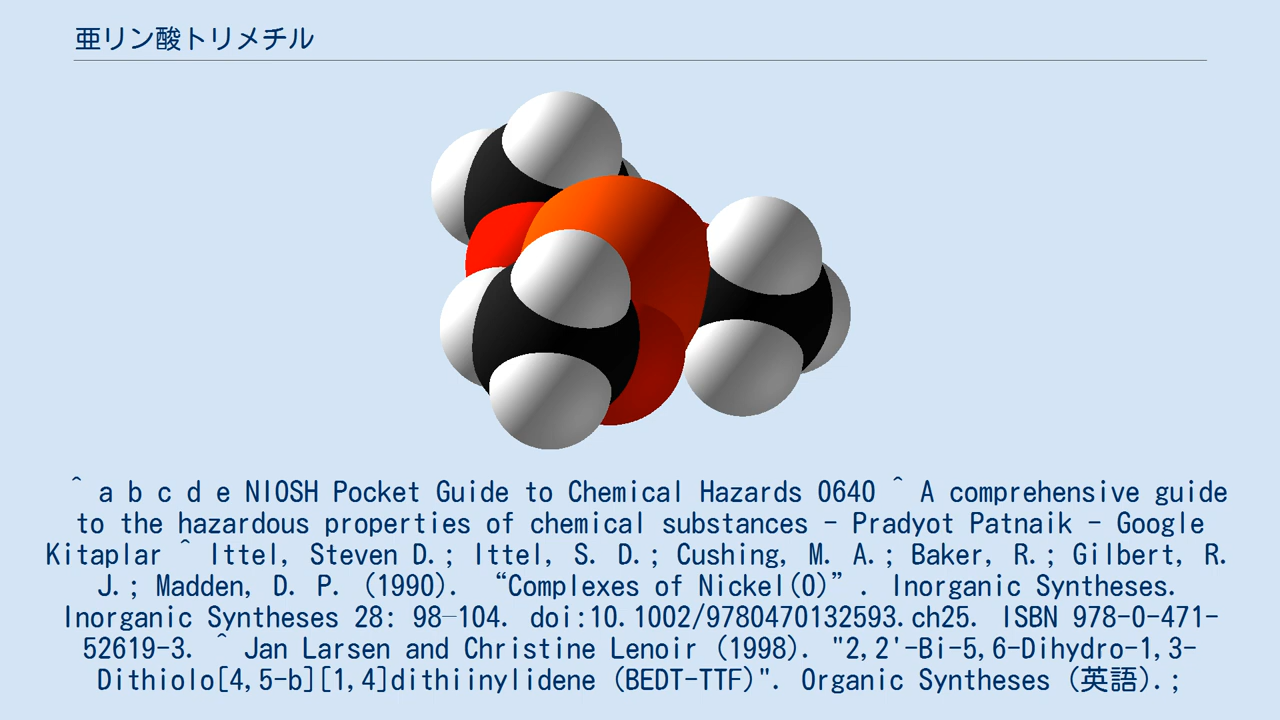 亜リン酸トリメチル
^ a b c d e NIOSH Pocket Guide to Chemical Hazards 0640 ^ A comprehensive guide
to the hazardous properties of chemical substances - Pradyot Patnaik - Google
Kitaplar ^ Ittel, Steven D.; Ittel, S. D.; Cushing, M. A.; Baker, R.; Gilbert, R.
J.; Madden, D. P. (1990). “Complexes of Nickel(0)”. Inorganic Syntheses.
Inorganic Syntheses 28: 98–104. doi:10.1002/9780470132593.ch25. ISBN 978-0-471-
52619-3. ^ Jan Larsen and Christine Lenoir (1998). "2,2'-Bi-5,6-Dihydro-1,3-
Dithiolo[4,5-b][1,4]dithiinylidene (BEDT-TTF)". Organic Syntheses (英語).;